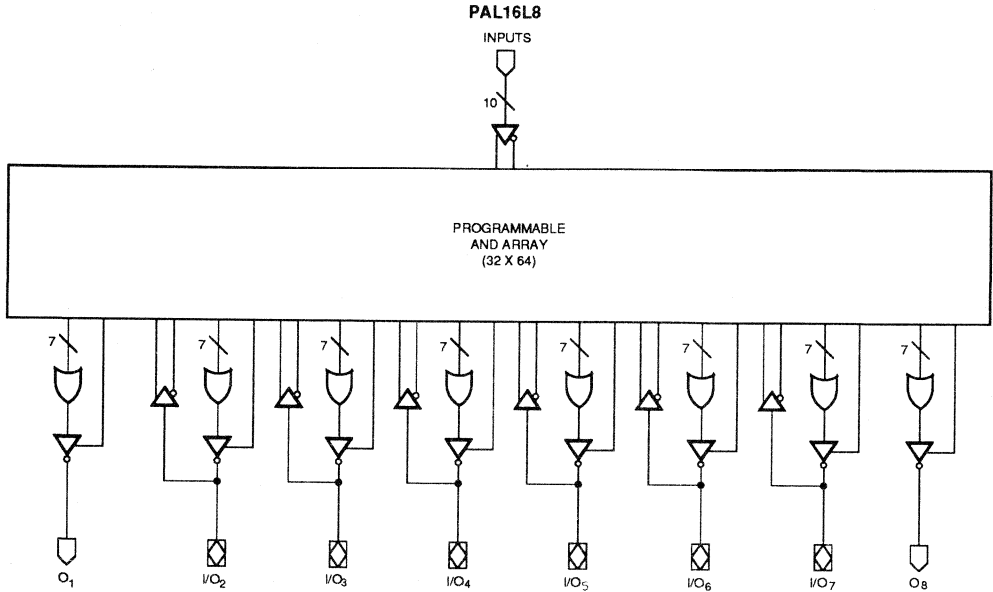 PAL16L8
INPUTS
10
PROGRAMMABLE
AND ARRAY
(32 X 64)
7 7 7 7 7 7 7 7
O1 I/O2 I/O3 I/O4 I/O5 I/O6 I/O7 O8